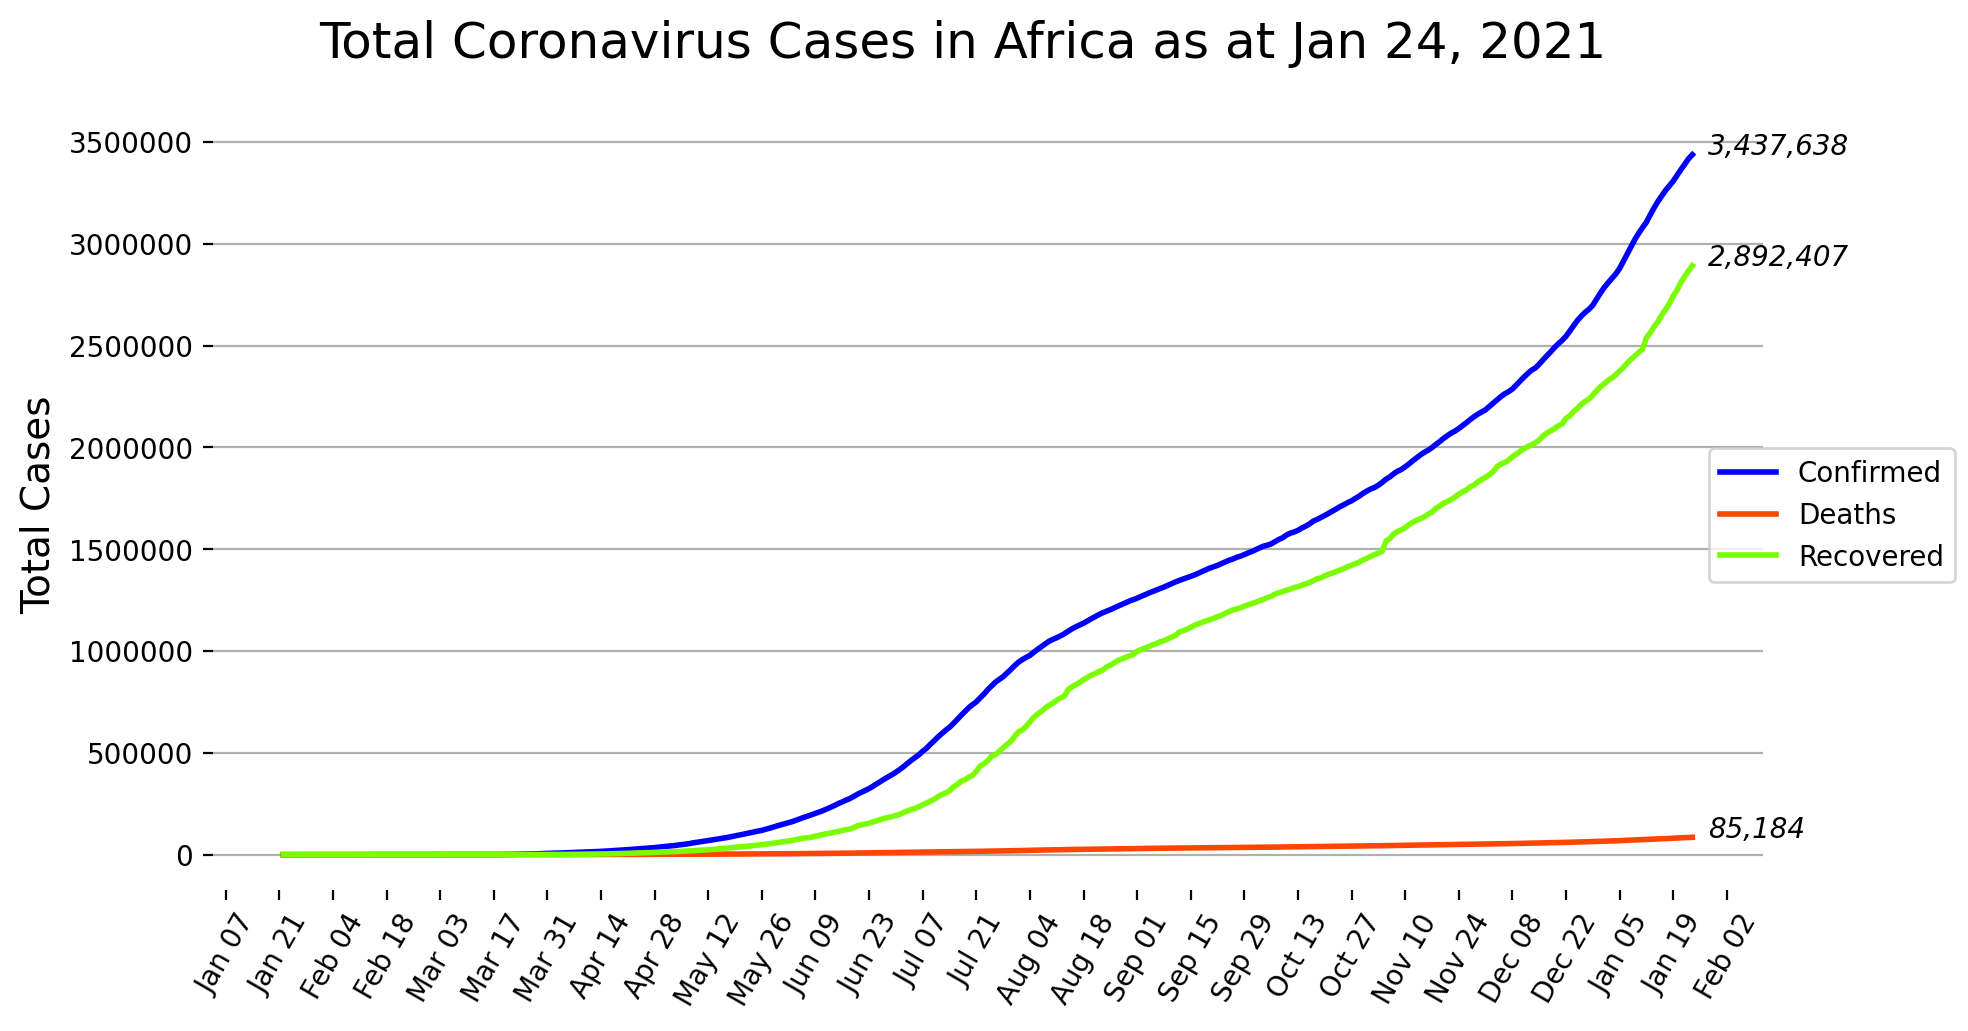 Total Coronavirus Cases in Africa as at Jan 24, 2021
Total Cases
3500000
3000000
2500000
2000000
1500000
1000000
500000
0
3,437,638
2,892,407
85,184
Confirmed
Deaths
Recovered
Jan 07
Jan 21
Feb 04
Feb 18
Mar 03
Mar 17
Mar 31
Apr 14
Apr 28
May 12
May 26
Jun 09
Jun 23
Jul 07
Jul 21
Aug 04
Aug 18
Sep 01
Sep 15
Sep 29
Oct 13
Oct 27
Nov 10
Nov 24
Dec 08
Dec 22
Jan 05
Jan 19
Feb 02